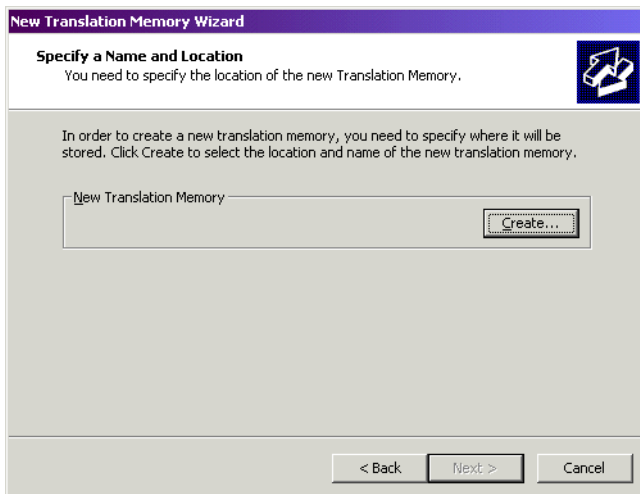 New Translation Memory Wizard
Specify a Name and Location
You need to specify the location of the new Translation Memory.
In order to create a new translation memory, you need to specify where it will be
stored. Click Create to select the location and name of the new translation memory.
New Translation Memory
Create...
< Back Next > Cancel